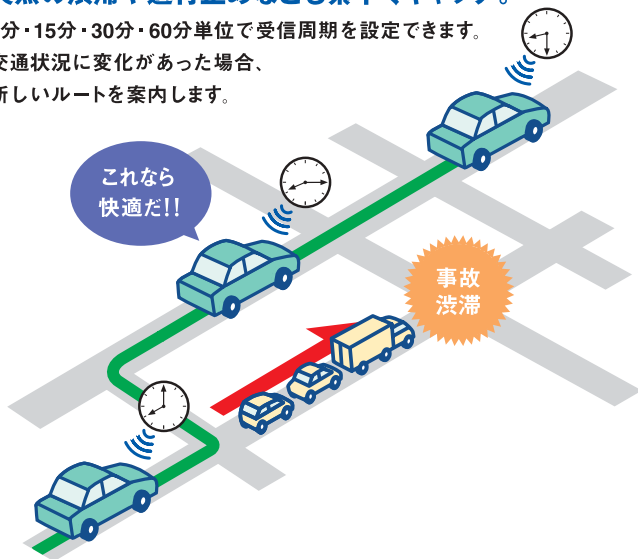 分・15分・30分・60分単位で受信周期を設定できます。
交通状況に変化があった場合、
新しいルートを案内します。
これなら
快適だ!!
事故
渋滞